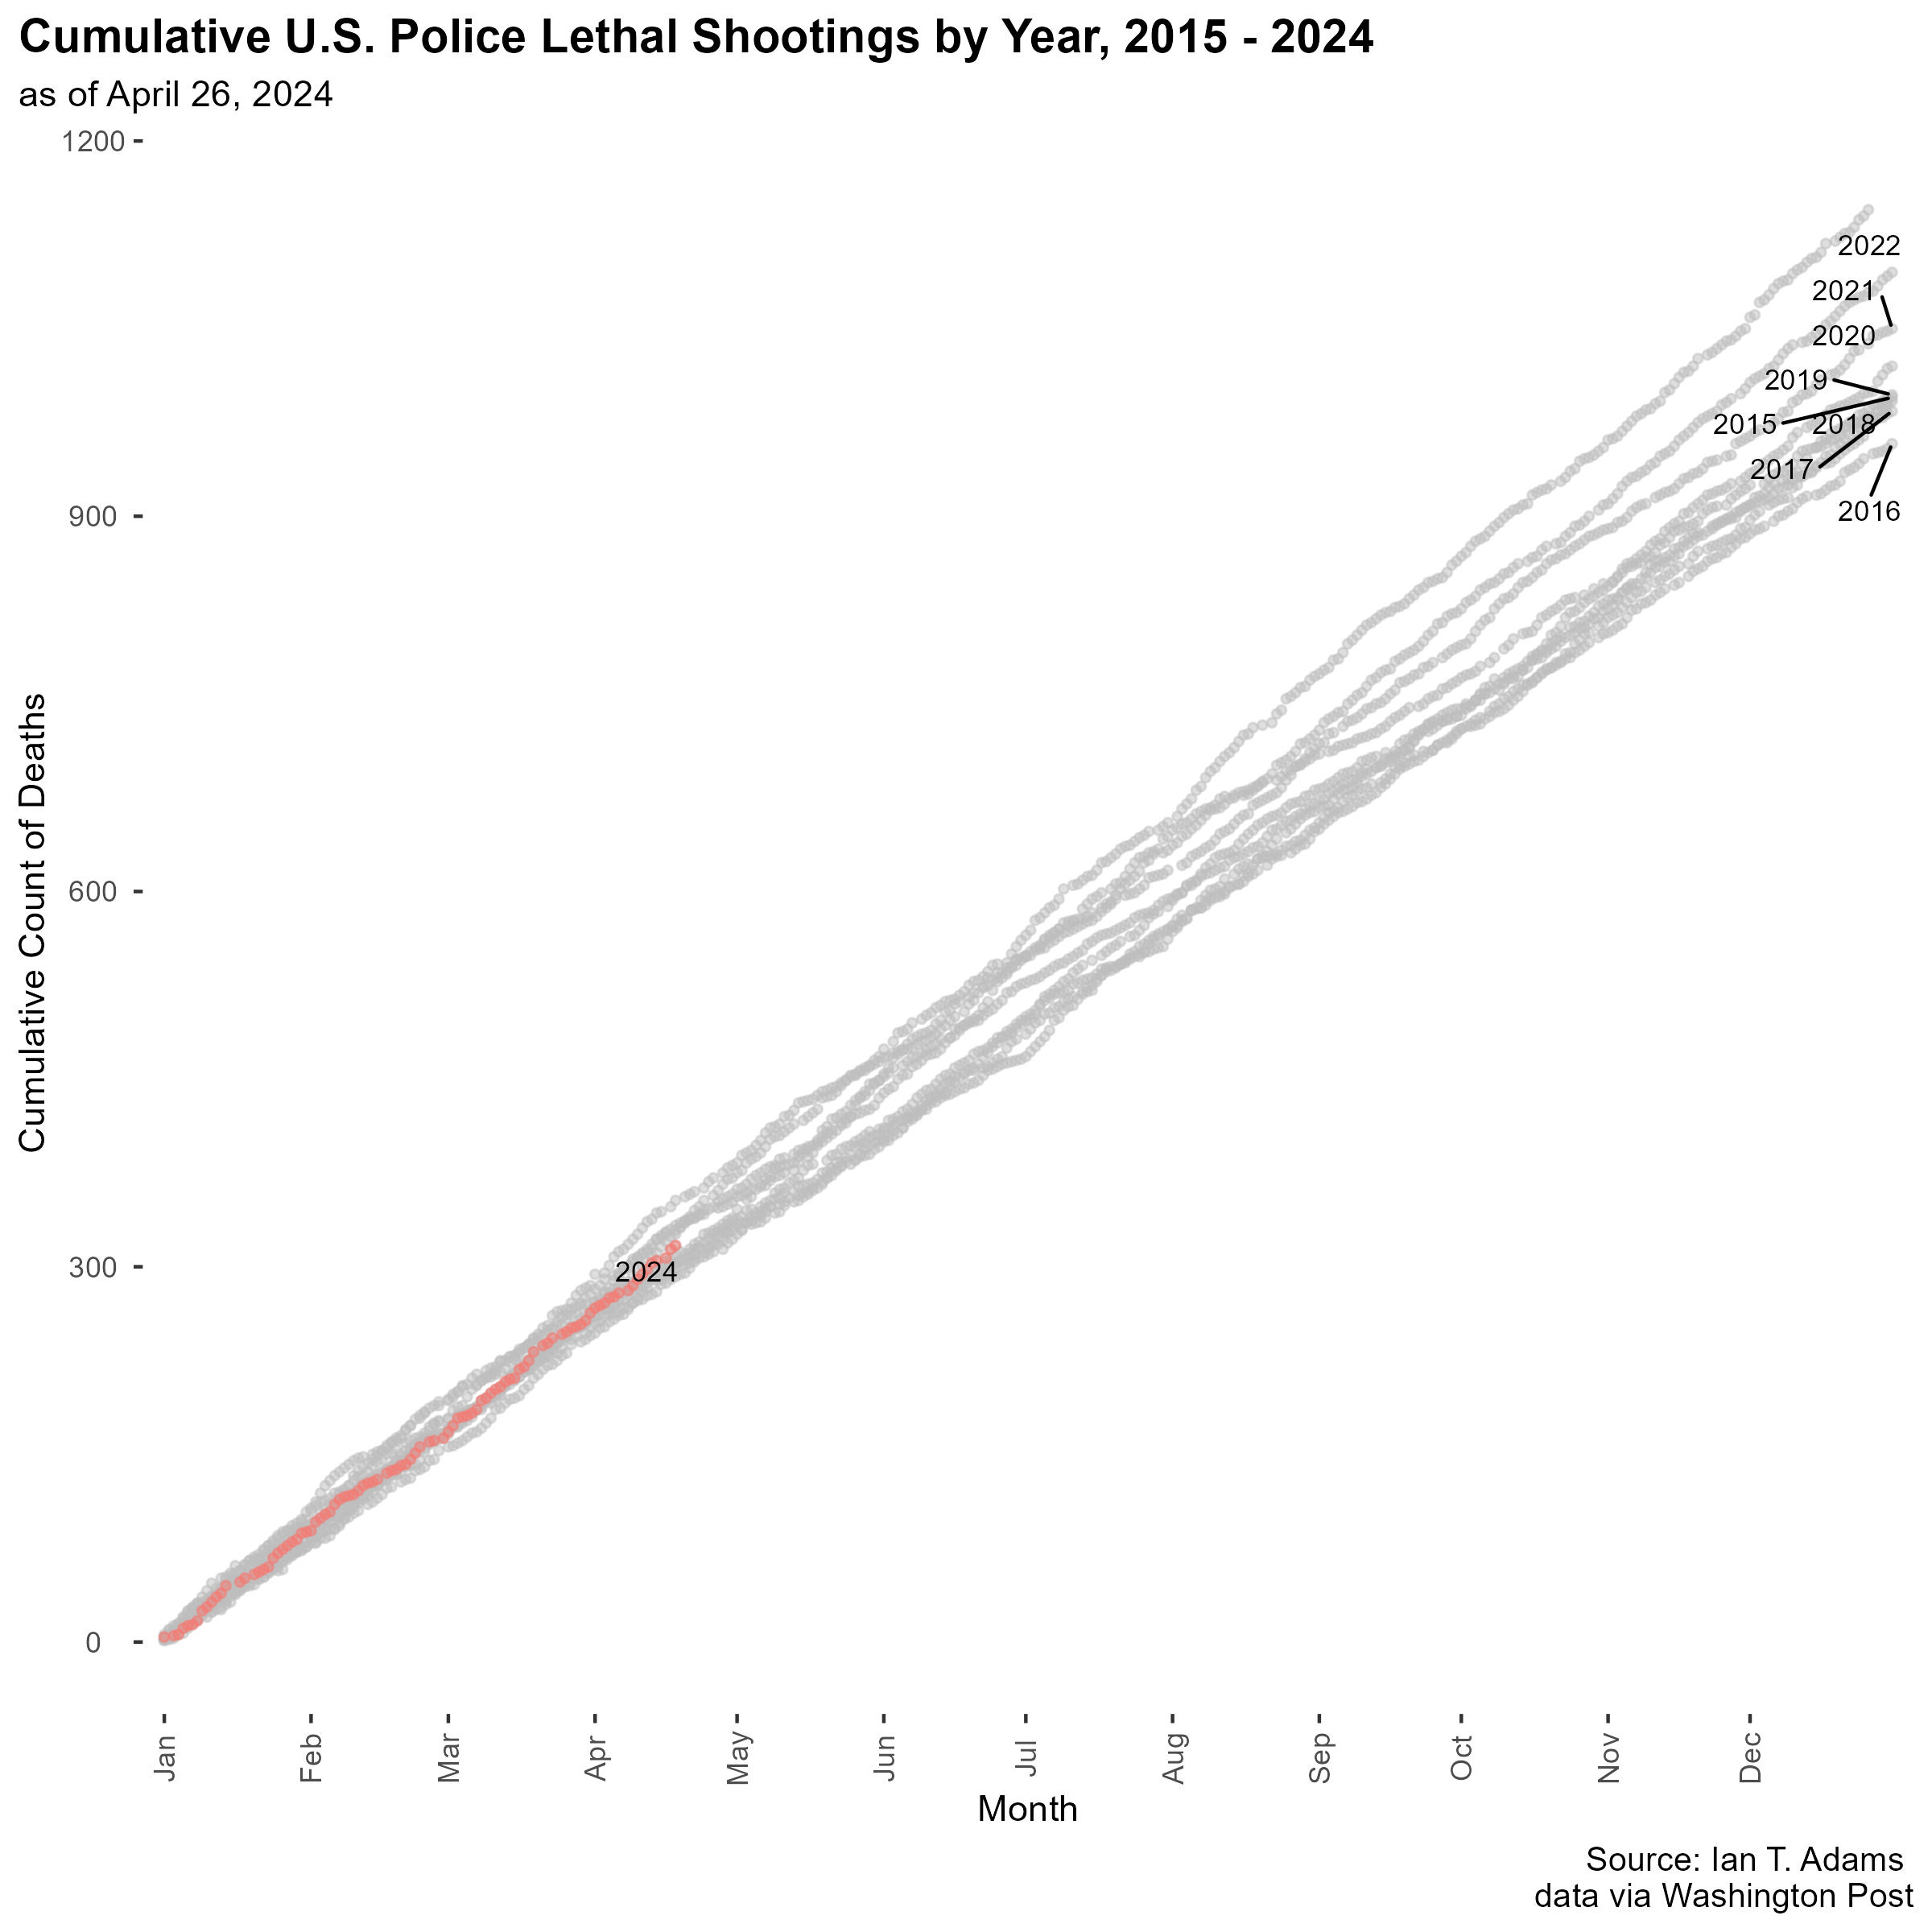 Cumulative U.S. Police Lethal Shootings by Year, 2015 - 2024
as of April 26, 2024
1200
900
600
300
0
Cumulative Count of Deaths
2022
2021
2020
2019
2015
2018
2017
2016
2024
Jan
Feb
Mar
Apr
May
Jun
Jul
Aug
Sep
Oct
Nov
Dec
Month
Source: Ian T. Adams
data via Washington Post